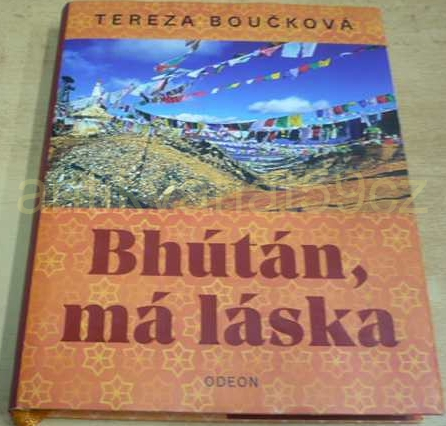 TEREZA BOUČKOVÁ
Bhútán,
má láska
ODEON